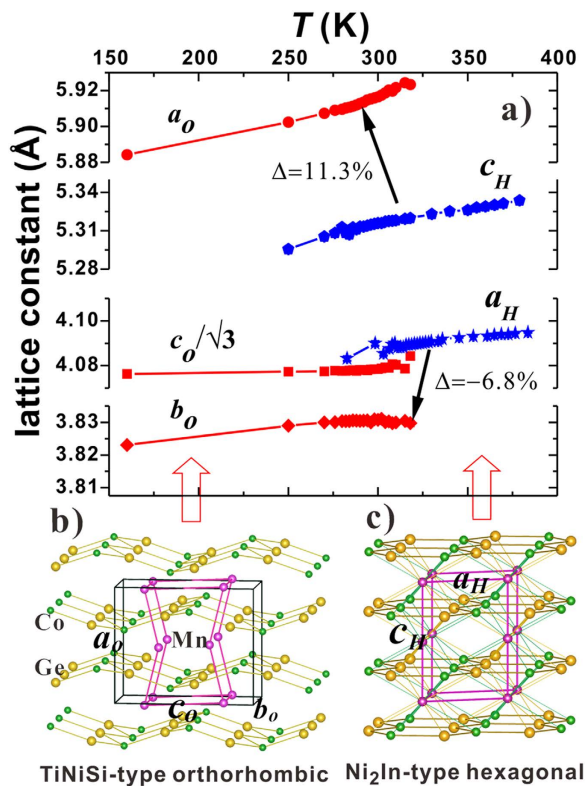 T (K)
150 200 250 300 350 400
lattice constant (Å)
5.92
5.90
5.88
a_o
a)
Δ=11.3%
5.34
5.31
5.28
c_H
4.10
4.08
c_o/√3
a_H
Δ=−6.8%
3.83
3.82
3.81
b_o
b)
c)
Co
Ge
Mn
a_o
c_o
b_o
a_H
c_H
TiNiSi-type orthorhombic
Ni₂In-type hexagonal